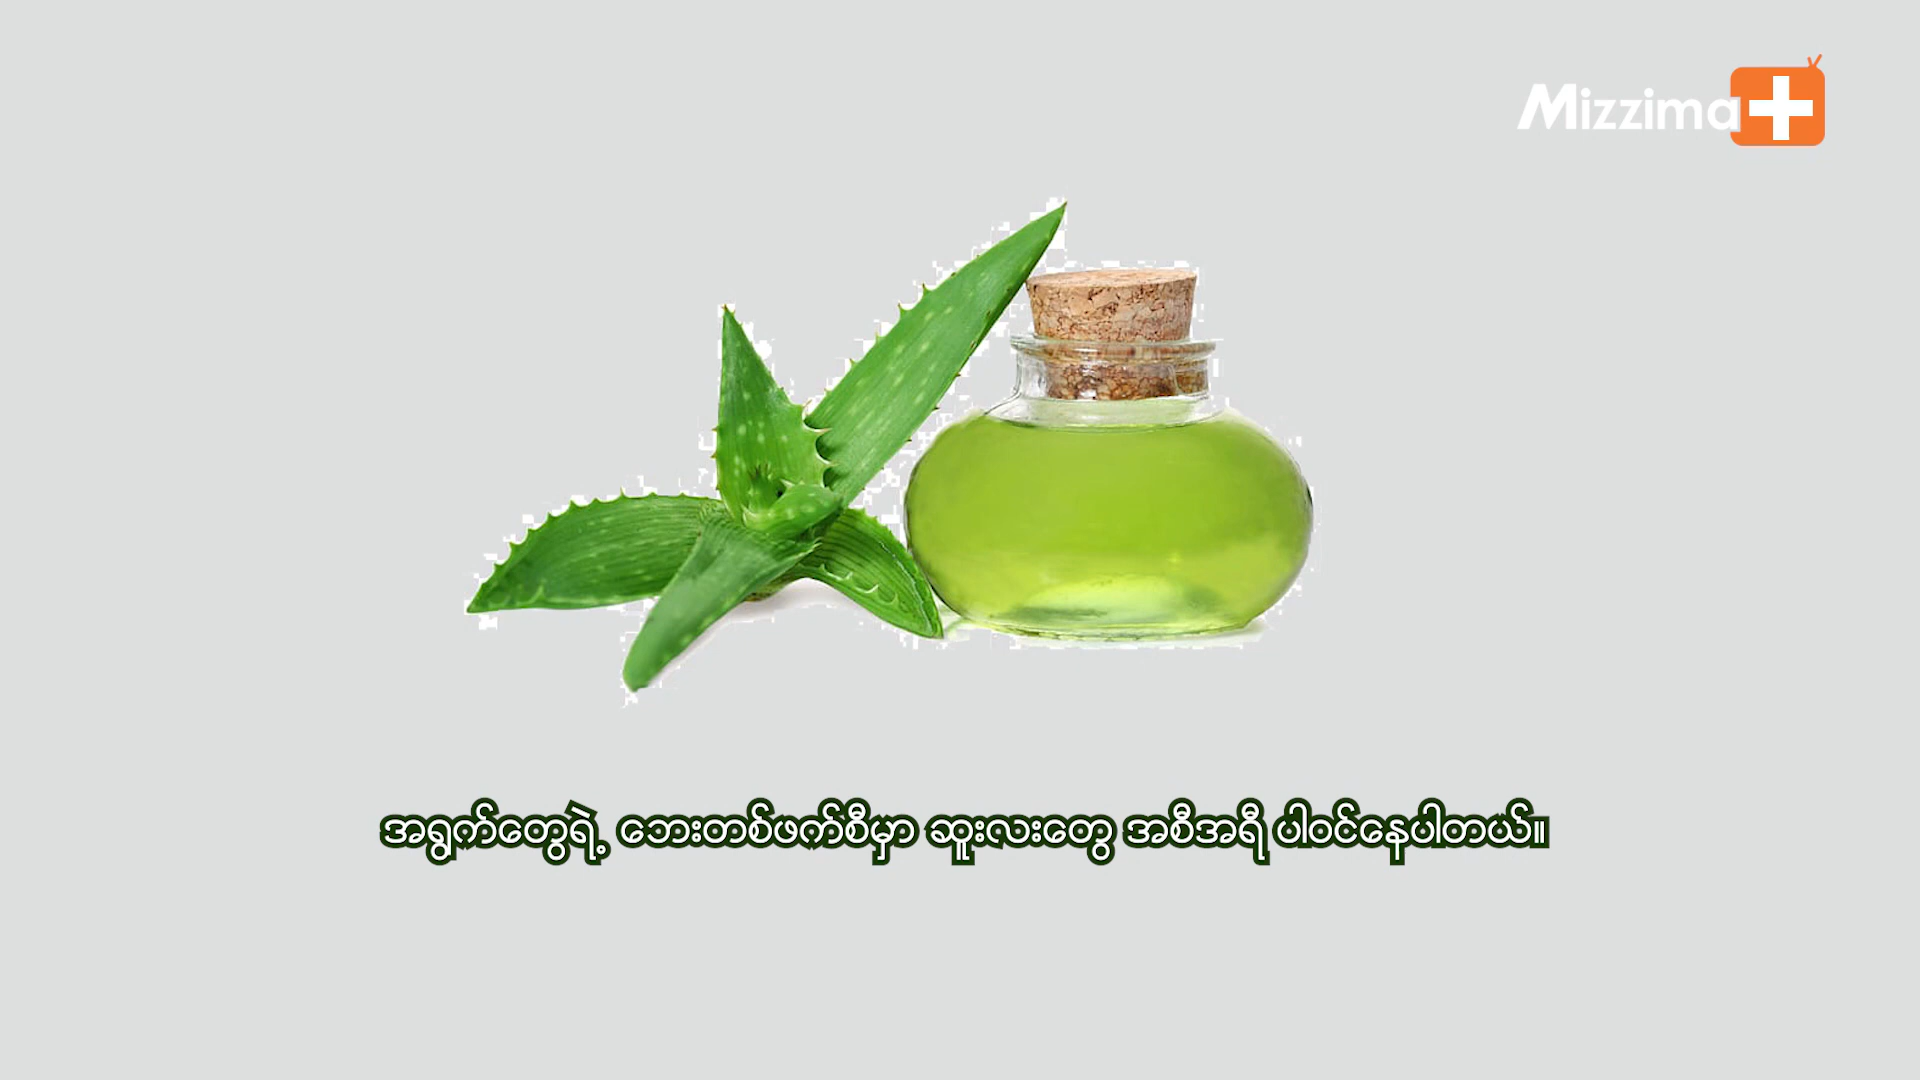 Mizzima+
အရွက်တွေရဲ့ ဘေးတစ်ဖက်စီမှာ ဆူးလးတွေ အစီအရီ ပါဝင်နေပါတယ်။